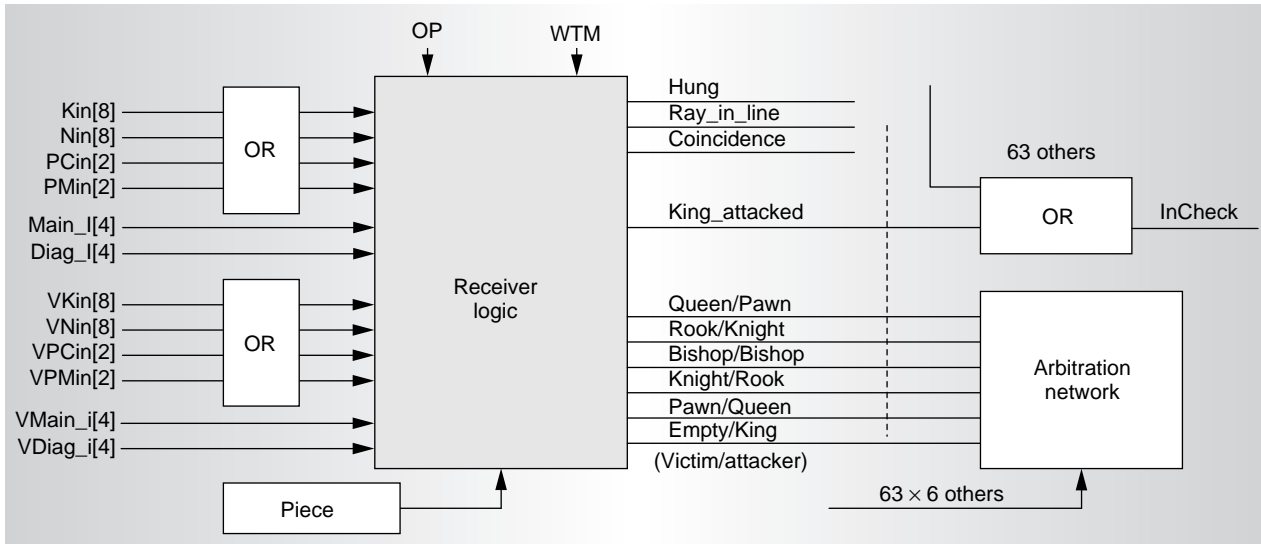 OP
WTM
Kin[8]
Nin[8]
PCin[2]
PMin[2]
OR
Main_I[4]
Diag_I[4]
VKin[8]
VNin[8]
VPCin[2]
VPMin[2]
OR
VMain_i[4]
VDiag_i[4]
Receiver
logic
Piece
Hung
Ray_in_line
Coincidence
King_attacked
63 others
OR
InCheck
Queen/Pawn
Rook/Knight
Bishop/Bishop
Knight/Rook
Pawn/Queen
Empty/King
(Victim/attacker)
Arbitration
network
63 × 6 others